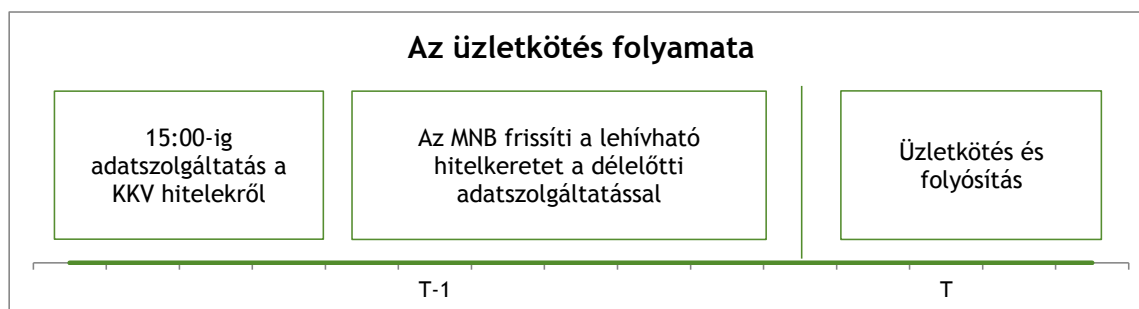 Az üzletkötés folyamata
15:00-ig
adatszolgáltatás a
KKV hitelekről
Az MNB frissíti a lehívható
hitelkeretet a délelőtti
adatszolgáltatással
Üzletkötés és
folyósítás
T-1
T